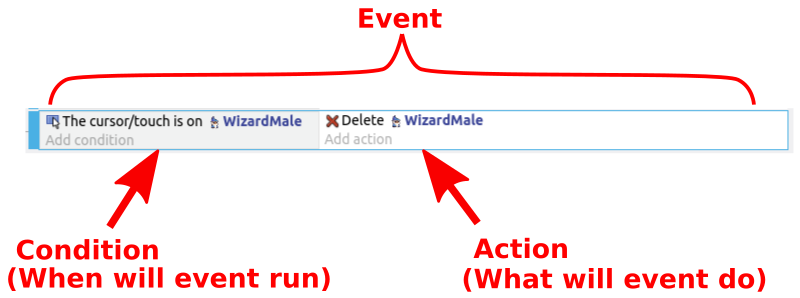 Event
The cursor/touch is on WizardMale
Delete WizardMale
Add condition
Add action
Condition
(When will event run)
Action
(What will event do)